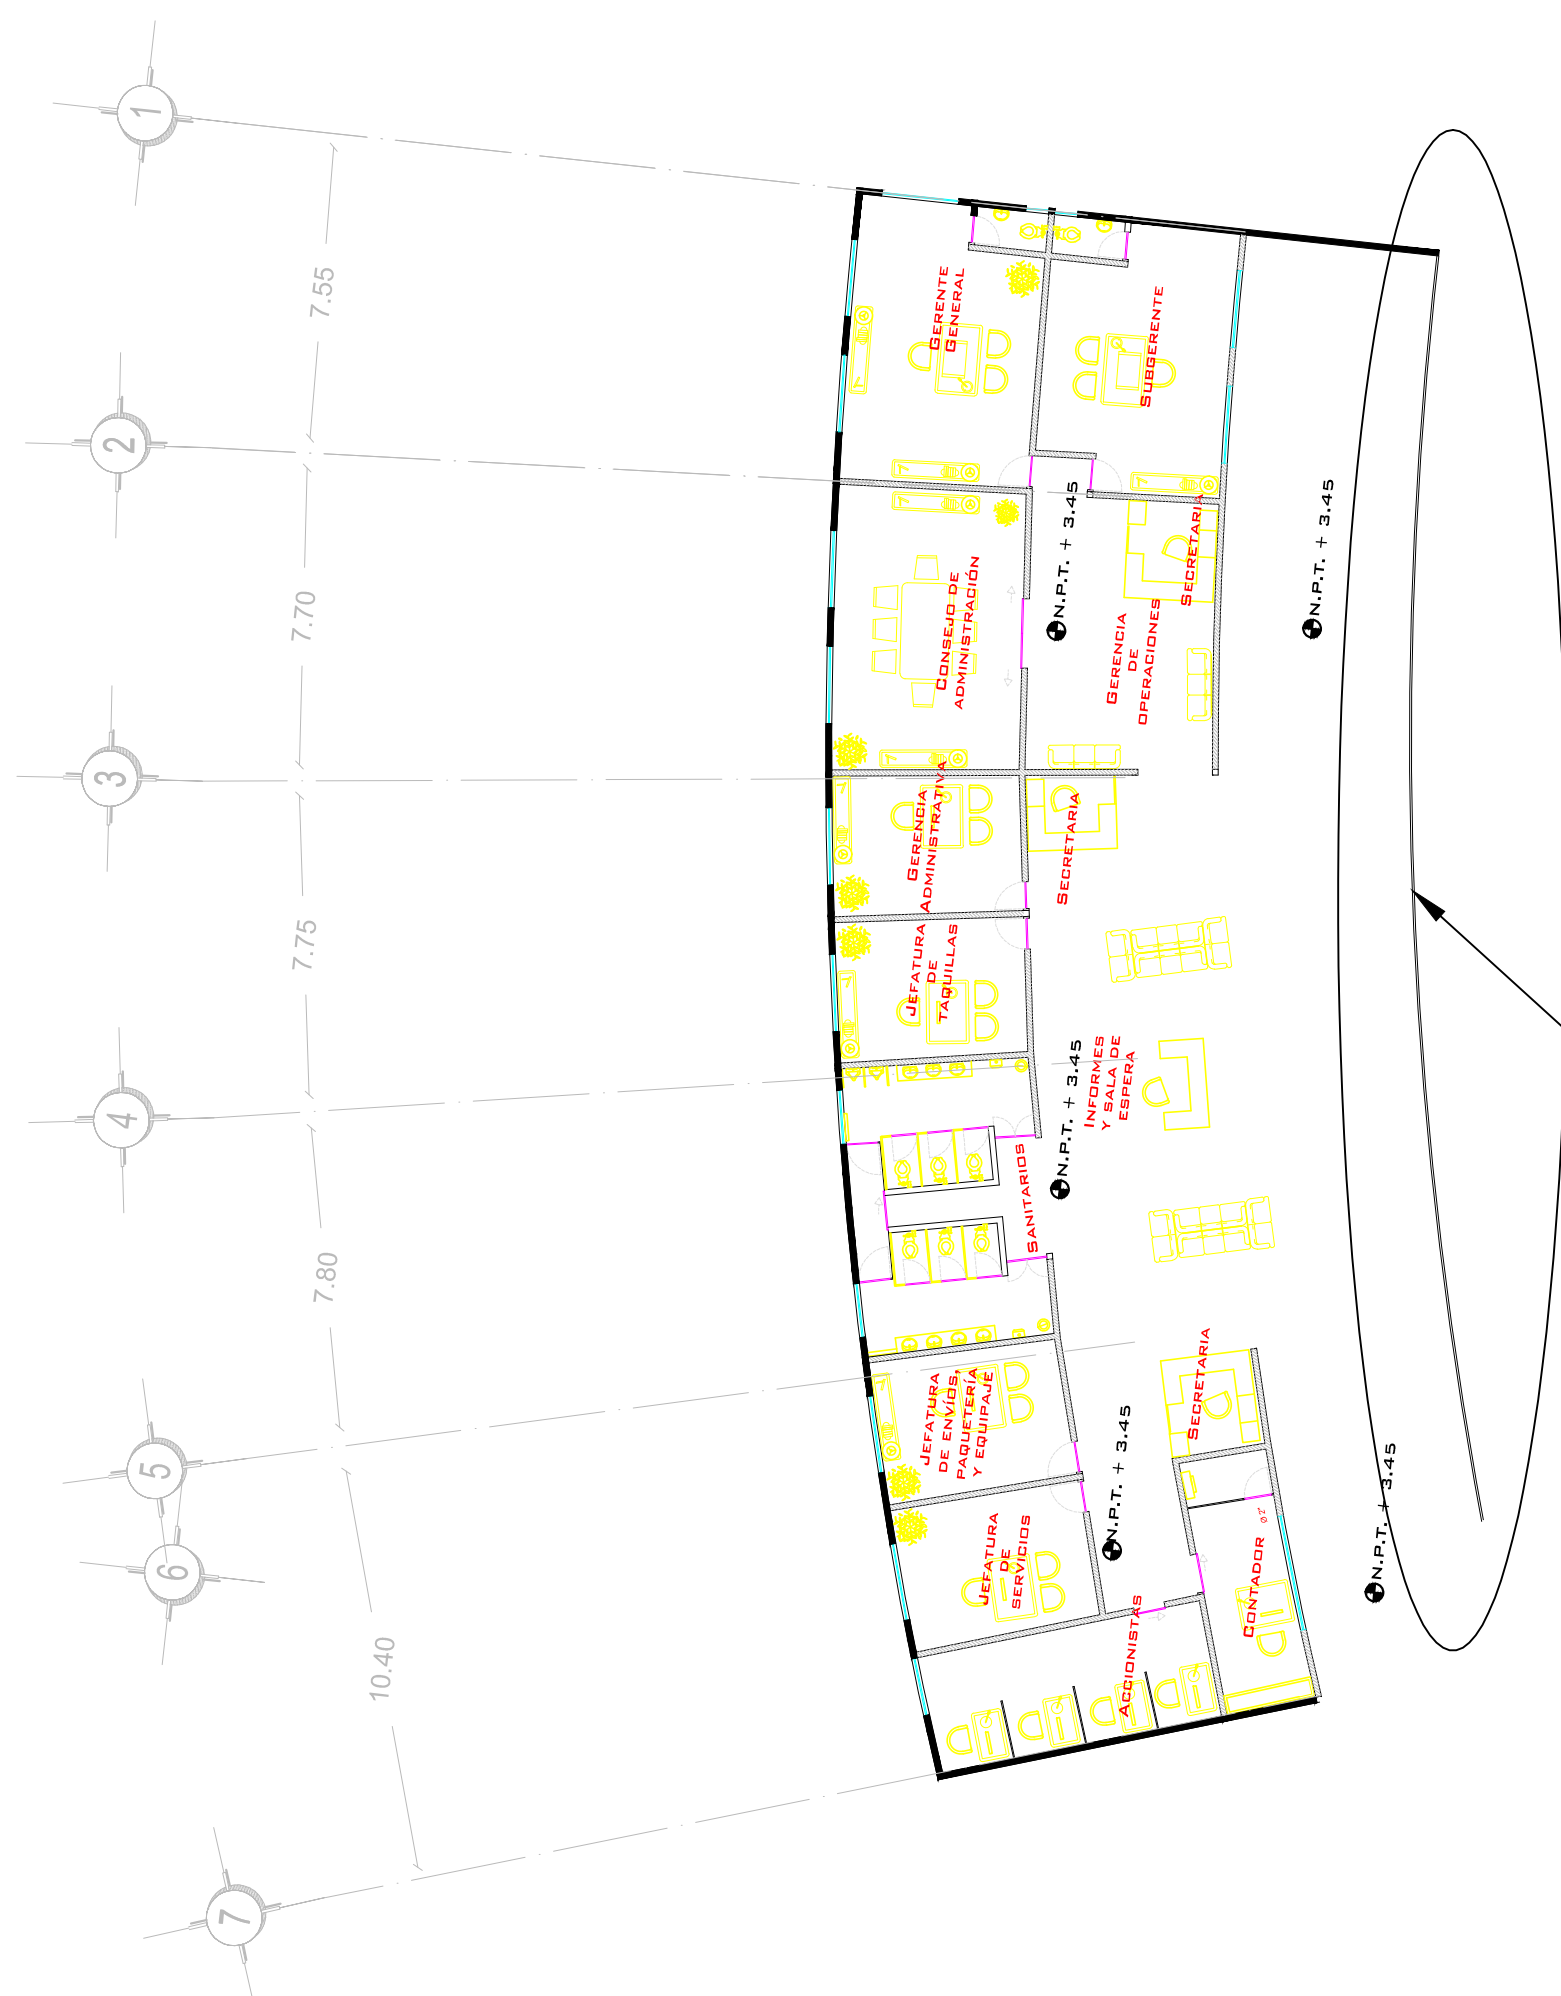 1
7.55
2
7.70
3
7.75
4
7.80
5
6
10.40
7
Gerente
General
Subgerente
Secretaria
N.P.T. + 3.45
N.P.T. + 3.45
Consejo de
administración
Gerencia
de
operaciones
Gerencia
Administrativa
Secretaria
Jefatura
de
taquillas
N.P.T. + 3.45
Informes
y sala de
espera
Sanitarios
Jefatura
de envíos,
paquetería
y equipaje
Secretaria
N.P.T. + 3.45
N.P.T. + 3.45
Jefatura
de
servicios
Contador
Ø 2"
Accionistas